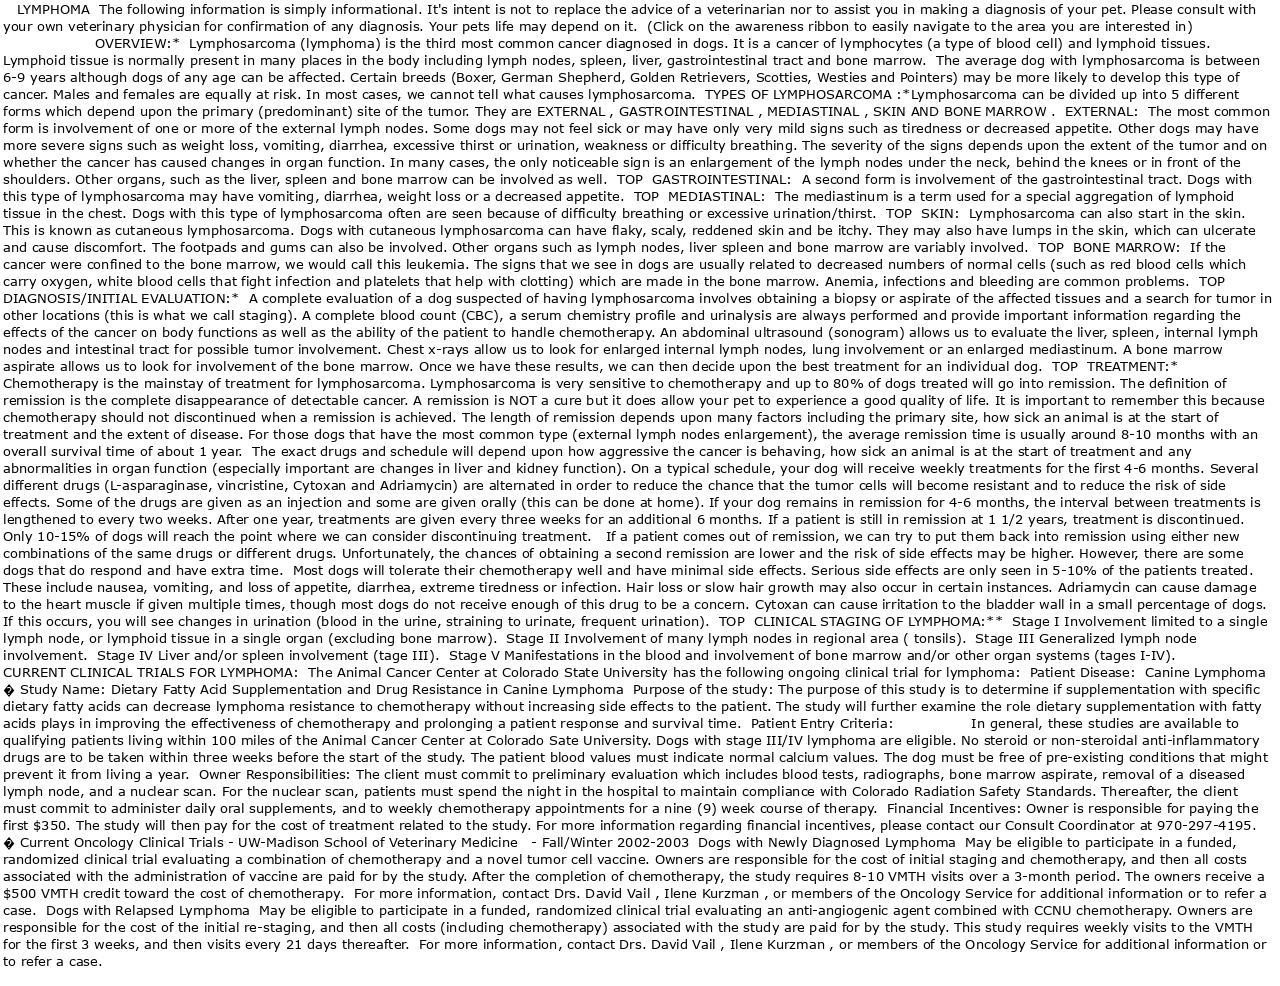 LYMPHOMA  The following information is simply informational. It's intent is not to replace the advice of a veterinarian nor to assist you in making a diagnosis of your pet. Please consult with
your own veterinary physician for confirmation of any diagnosis. Your pets life may depend on it.  (Click on the awareness ribbon to easily navigate to the area you are interested in)
OVERVIEW:*  Lymphosarcoma (lymphoma) is the third most common cancer diagnosed in dogs. It is a cancer of lymphocytes (a type of blood cell) and lymphoid tissues.
Lymphoid tissue is normally present in many places in the body including lymph nodes, spleen, liver, gastrointestinal tract and bone marrow.  The average dog with lymphosarcoma is between
6-9 years although dogs of any age can be affected. Certain breeds (Boxer, German Shepherd, Golden Retrievers, Scotties, Westies and Pointers) may be more likely to develop this type of
cancer. Males and females are equally at risk. In most cases, we cannot tell what causes lymphosarcoma.  TYPES OF LYMPHOSARCOMA :*Lymphosarcoma can be divided up into 5 different
forms which depend upon the primary (predominant) site of the tumor. They are EXTERNAL , GASTROINTESTINAL , MEDIASTINAL , SKIN AND BONE MARROW .  EXTERNAL:  The most common
form is involvement of one or more of the external lymph nodes. Some dogs may not feel sick or may have only very mild signs such as tiredness or decreased appetite. Other dogs may have
more severe signs such as weight loss, vomiting, diarrhea, excessive thirst or urination, weakness or difficulty breathing. The severity of the signs depends upon the extent of the tumor and on
whether the cancer has caused changes in organ function. In many cases, the only noticeable sign is an enlargement of the lymph nodes under the neck, behind the knees or in front of the
shoulders. Other organs, such as the liver, spleen and bone marrow can be involved as well.  TOP  GASTROINTESTINAL:  A second form is involvement of the gastrointestinal tract. Dogs with
this type of lymphosarcoma may have vomiting, diarrhea, weight loss or a decreased appetite.  TOP  MEDIASTINAL:  The mediastinum is a term used for a special aggregation of lymphoid
tissue in the chest. Dogs with this type of lymphosarcoma often are seen because of difficulty breathing or excessive urination/thirst.  TOP  SKIN:  Lymphosarcoma can also start in the skin.
This is known as cutaneous lymphosarcoma. Dogs with cutaneous lymphosarcoma can have flaky, scaly, reddened skin and be itchy. They may also have lumps in the skin, which can ulcerate
and cause discomfort. The footpads and gums can also be involved. Other organs such as lymph nodes, liver spleen and bone marrow are variably involved.  TOP  BONE MARROW:  If the
cancer were confined to the bone marrow, we would call this leukemia. The signs that we see in dogs are usually related to decreased numbers of normal cells (such as red blood cells which
carry oxygen, white blood cells that fight infection and platelets that help with clotting) which are made in the bone marrow. Anemia, infections and bleeding are common problems.  TOP
DIAGNOSIS/INITIAL EVALUATION:*  A complete evaluation of a dog suspected of having lymphosarcoma involves obtaining a biopsy or aspirate of the affected tissues and a search for tumor in
other locations (this is what we call staging). A complete blood count (CBC), a serum chemistry profile and urinalysis are always performed and provide important information regarding the
effects of the cancer on body functions as well as the ability of the patient to handle chemotherapy. An abdominal ultrasound (sonogram) allows us to evaluate the liver, spleen, internal lymph
nodes and intestinal tract for possible tumor involvement. Chest x-rays allow us to look for enlarged internal lymph nodes, lung involvement or an enlarged mediastinum. A bone marrow
aspirate allows us to look for involvement of the bone marrow. Once we have these results, we can then decide upon the best treatment for an individual dog.  TOP  TREATMENT:*
Chemotherapy is the mainstay of treatment for lymphosarcoma. Lymphosarcoma is very sensitive to chemotherapy and up to 80% of dogs treated will go into remission. The definition of
remission is the complete disappearance of detectable cancer. A remission is NOT a cure but it does allow your pet to experience a good quality of life. It is important to remember this because
chemotherapy should not discontinued when a remission is achieved. The length of remission depends upon many factors including the primary site, how sick an animal is at the start of
treatment and the extent of disease. For those dogs that have the most common type (external lymph nodes enlargement), the average remission time is usually around 8-10 months with an
overall survival time of about 1 year.  The exact drugs and schedule will depend upon how aggressive the cancer is behaving, how sick an animal is at the start of treatment and any
abnormalities in organ function (especially important are changes in liver and kidney function). On a typical schedule, your dog will receive weekly treatments for the first 4-6 months. Several
different drugs (L-asparaginase, vincristine, Cytoxan and Adriamycin) are alternated in order to reduce the chance that the tumor cells will become resistant and to reduce the risk of side
effects. Some of the drugs are given as an injection and some are given orally (this can be done at home). If your dog remains in remission for 4-6 months, the interval between treatments is
lengthened to every two weeks. After one year, treatments are given every three weeks for an additional 6 months. If a patient is still in remission at 1 1/2 years, treatment is discontinued.
Only 10-15% of dogs will reach the point where we can consider discontinuing treatment.   If a patient comes out of remission, we can try to put them back into remission using either new
combinations of the same drugs or different drugs. Unfortunately, the chances of obtaining a second remission are lower and the risk of side effects may be higher. However, there are some
dogs that do respond and have extra time.  Most dogs will tolerate their chemotherapy well and have minimal side effects. Serious side effects are only seen in 5-10% of the patients treated.
These include nausea, vomiting, and loss of appetite, diarrhea, extreme tiredness or infection. Hair loss or slow hair growth may also occur in certain instances. Adriamycin can cause damage
to the heart muscle if given multiple times, though most dogs do not receive enough of this drug to be a concern. Cytoxan can cause irritation to the bladder wall in a small percentage of dogs.
If this occurs, you will see changes in urination (blood in the urine, straining to urinate, frequent urination).  TOP  CLINICAL STAGING OF LYMPHOMA:**  Stage I Involvement limited to a single
lymph node, or lymphoid tissue in a single organ (excluding bone marrow).  Stage II Involvement of many lymph nodes in regional area ( tonsils).  Stage III Generalized lymph node
involvement.  Stage IV Liver and/or spleen involvement (tage III).  Stage V Manifestations in the blood and involvement of bone marrow and/or other organ systems (tages I-IV).
CURRENT CLINICAL TRIALS FOR LYMPHOMA:  The Animal Cancer Center at Colorado State University has the following ongoing clinical trial for lymphoma:  Patient Disease:  Canine Lymphoma
� Study Name: Dietary Fatty Acid Supplementation and Drug Resistance in Canine Lymphoma  Purpose of the study: The purpose of this study is to determine if supplementation with specific
dietary fatty acids can decrease lymphoma resistance to chemotherapy without increasing side effects to the patient. The study will further examine the role dietary supplementation with fatty
acids plays in improving the effectiveness of chemotherapy and prolonging a patient response and survival time.  Patient Entry Criteria:                 In general, these studies are available to
qualifying patients living within 100 miles of the Animal Cancer Center at Colorado Sate University. Dogs with stage III/IV lymphoma are eligible. No steroid or non-steroidal anti-inflammatory
drugs are to be taken within three weeks before the start of the study. The patient blood values must indicate normal calcium values. The dog must be free of pre-existing conditions that might
prevent it from living a year.  Owner Responsibilities: The client must commit to preliminary evaluation which includes blood tests, radiographs, bone marrow aspirate, removal of a diseased
lymph node, and a nuclear scan. For the nuclear scan, patients must spend the night in the hospital to maintain compliance with Colorado Radiation Safety Standards. Thereafter, the client
must commit to administer daily oral supplements, and to weekly chemotherapy appointments for a nine (9) week course of therapy.  Financial Incentives: Owner is responsible for paying the
first $350. The study will then pay for the cost of treatment related to the study. For more information regarding financial incentives, please contact our Consult Coordinator at 970-297-4195.
� Current Oncology Clinical Trials - UW-Madison School of Veterinary Medicine   - Fall/Winter 2002-2003  Dogs with Newly Diagnosed Lymphoma  May be eligible to participate in a funded,
randomized clinical trial evaluating a combination of chemotherapy and a novel tumor cell vaccine. Owners are responsible for the cost of initial staging and chemotherapy, and then all costs
associated with the administration of vaccine are paid for by the study. After the completion of chemotherapy, the study requires 8-10 VMTH visits over a 3-month period. The owners receive a
$500 VMTH credit toward the cost of chemotherapy.  For more information, contact Drs. David Vail , Ilene Kurzman , or members of the Oncology Service for additional information or to refer a
case.  Dogs with Relapsed Lymphoma  May be eligible to participate in a funded, randomized clinical trial evaluating an anti-angiogenic agent combined with CCNU chemotherapy. Owners are
responsible for the cost of the initial re-staging, and then all costs (including chemotherapy) associated with the study are paid for by the study. This study requires weekly visits to the VMTH
for the first 3 weeks, and then visits every 21 days thereafter.  For more information, contact Drs. David Vail , Ilene Kurzman , or members of the Oncology Service for additional information or
to refer a case.